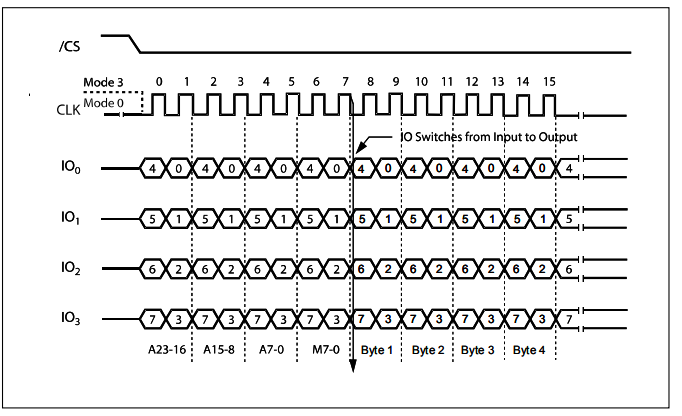 /CS
Mode 3 0 1 2 3 4 5 6 7 8 9 10 11 12 13 14 15
Mode 0
CLK
IO Switches from Input to Output
IO0 4 0 4 0 4 0 4 0 4 0 4 0 4 0 4 0 4
IO1 5 1 5 1 5 1 5 1 5 1 5 1 5 1 5 1 5
IO2 6 2 6 2 6 2 6 2 6 2 6 2 6 2 6 2 6
IO3 7 3 7 3 7 3 7 3 7 3 7 3 7 3 7 3 7
A23-16 A15-8 A7-0 M7-0 Byte 1 Byte 2 Byte 3 Byte 4